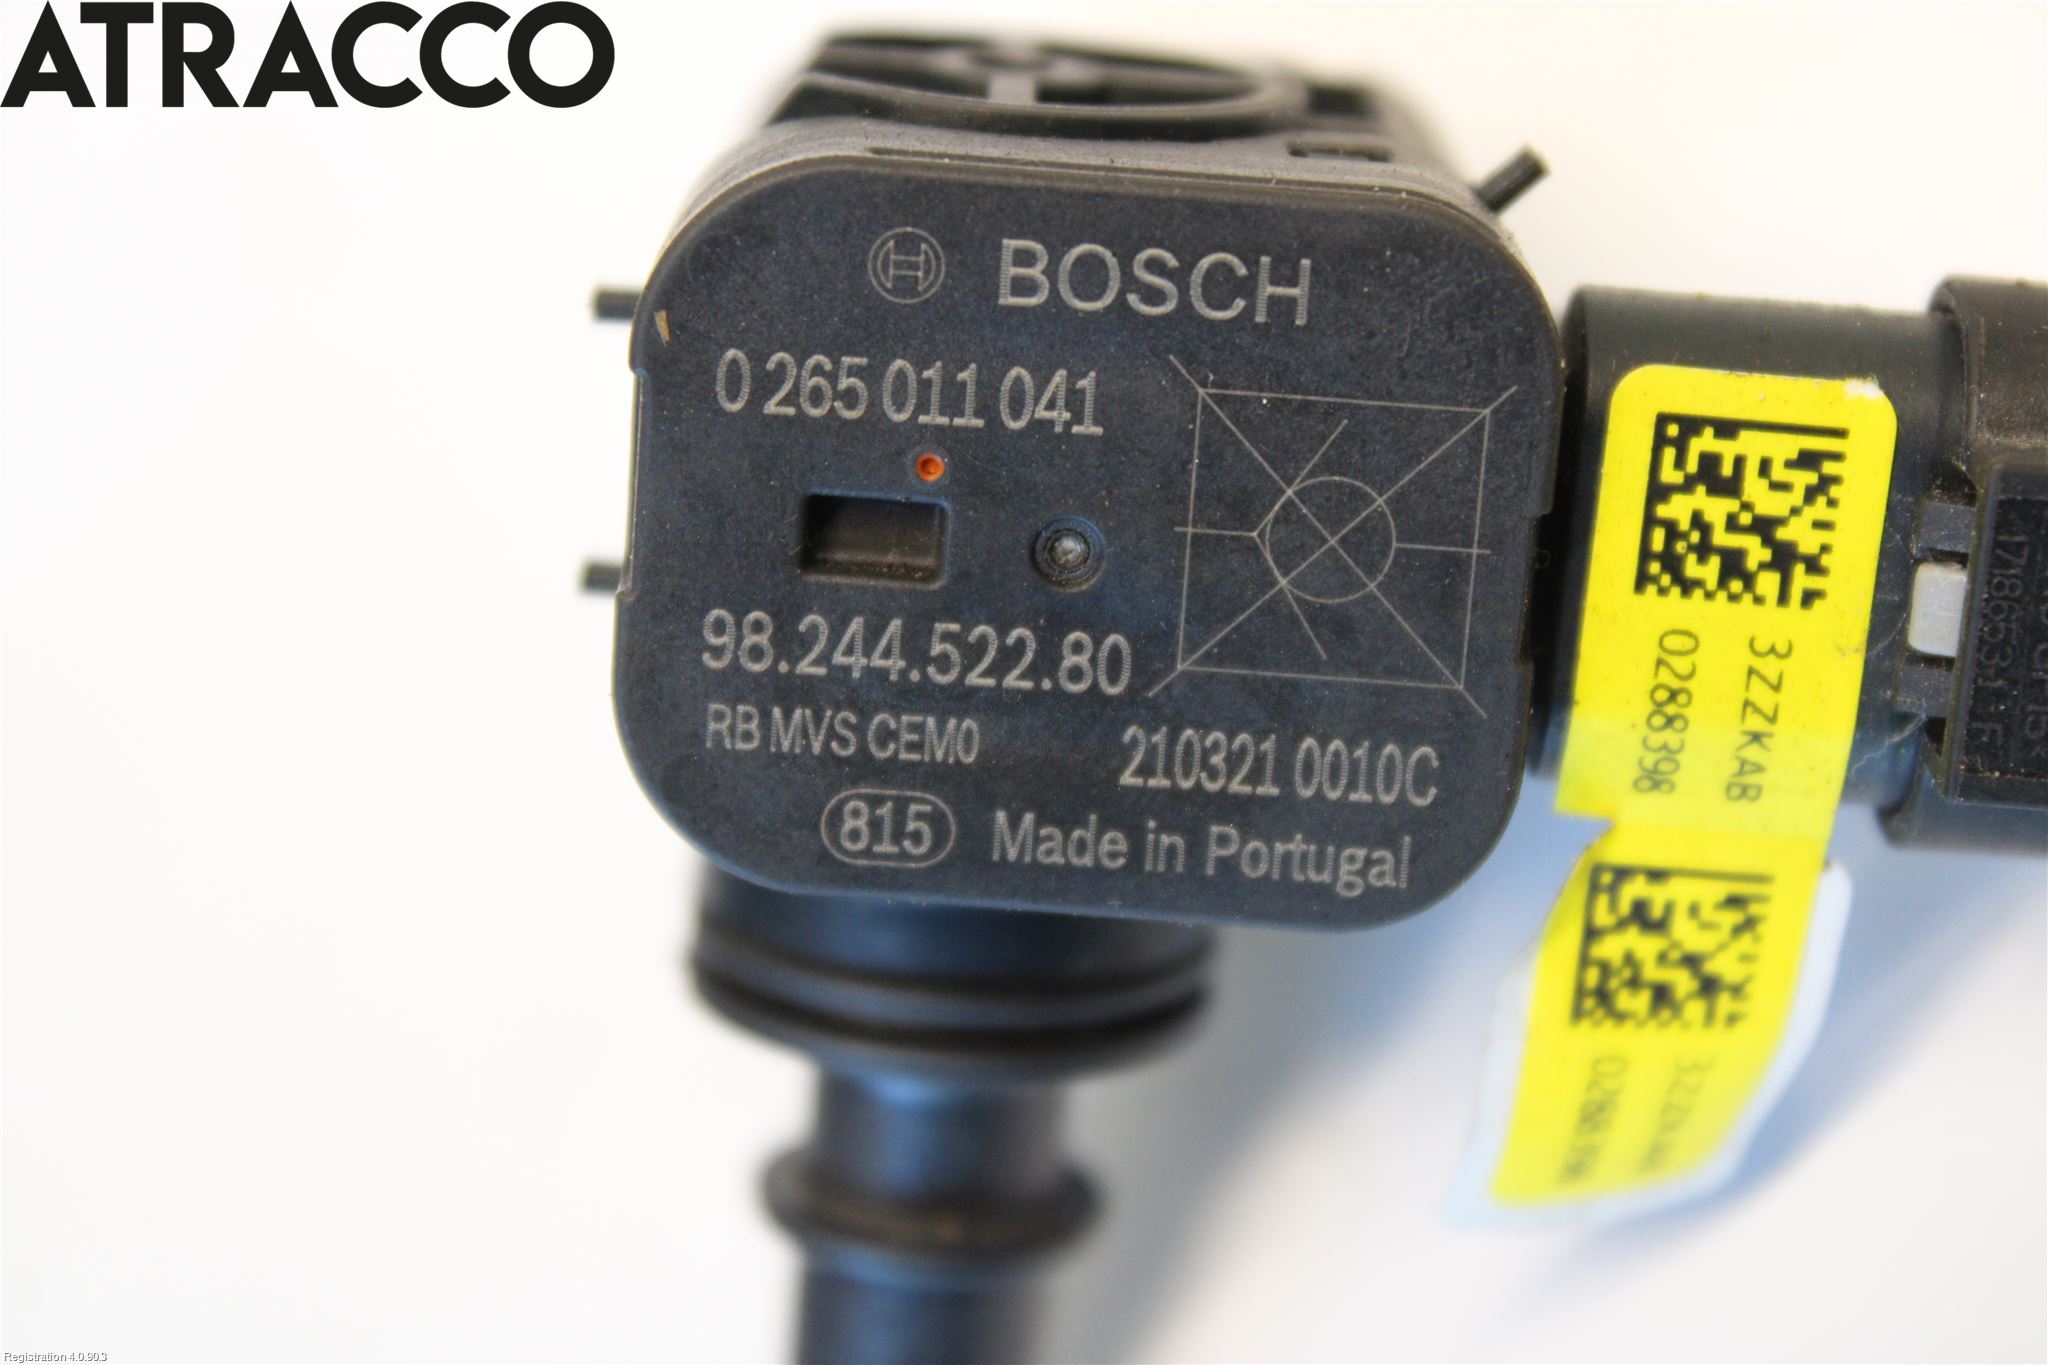 ATRACCO
BOSCH
0 265 011 041
98.244.522.80
RB MVS CEM0
210321 0010C
815 Made in Portugal
3ZZKAB
0288398
Registration 4.0.90.3